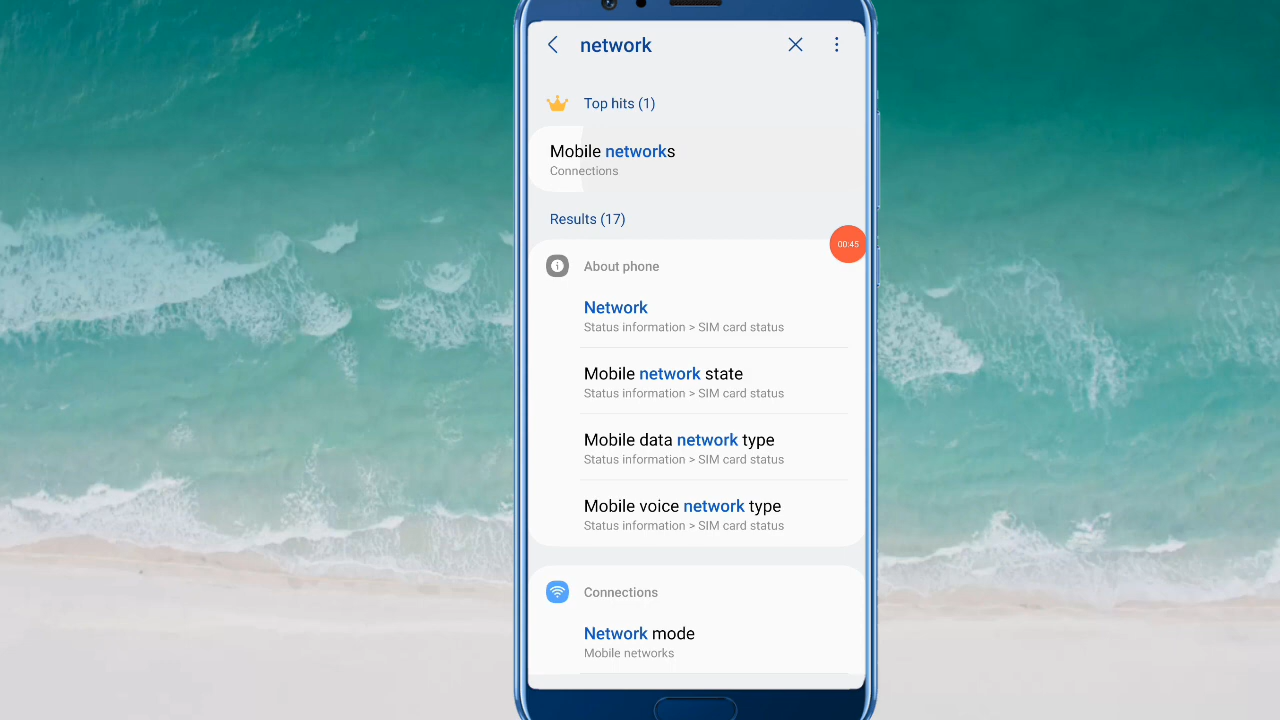 network
Top hits (1)
Mobile networks
Connections
Results (17)
00:45
About phone
Network
Status information > SIM card status
Mobile network state
Status information > SIM card status
Mobile data network type
Status information > SIM card status
Mobile voice network type
Status information > SIM card status
Connections
Network mode
Mobile networks